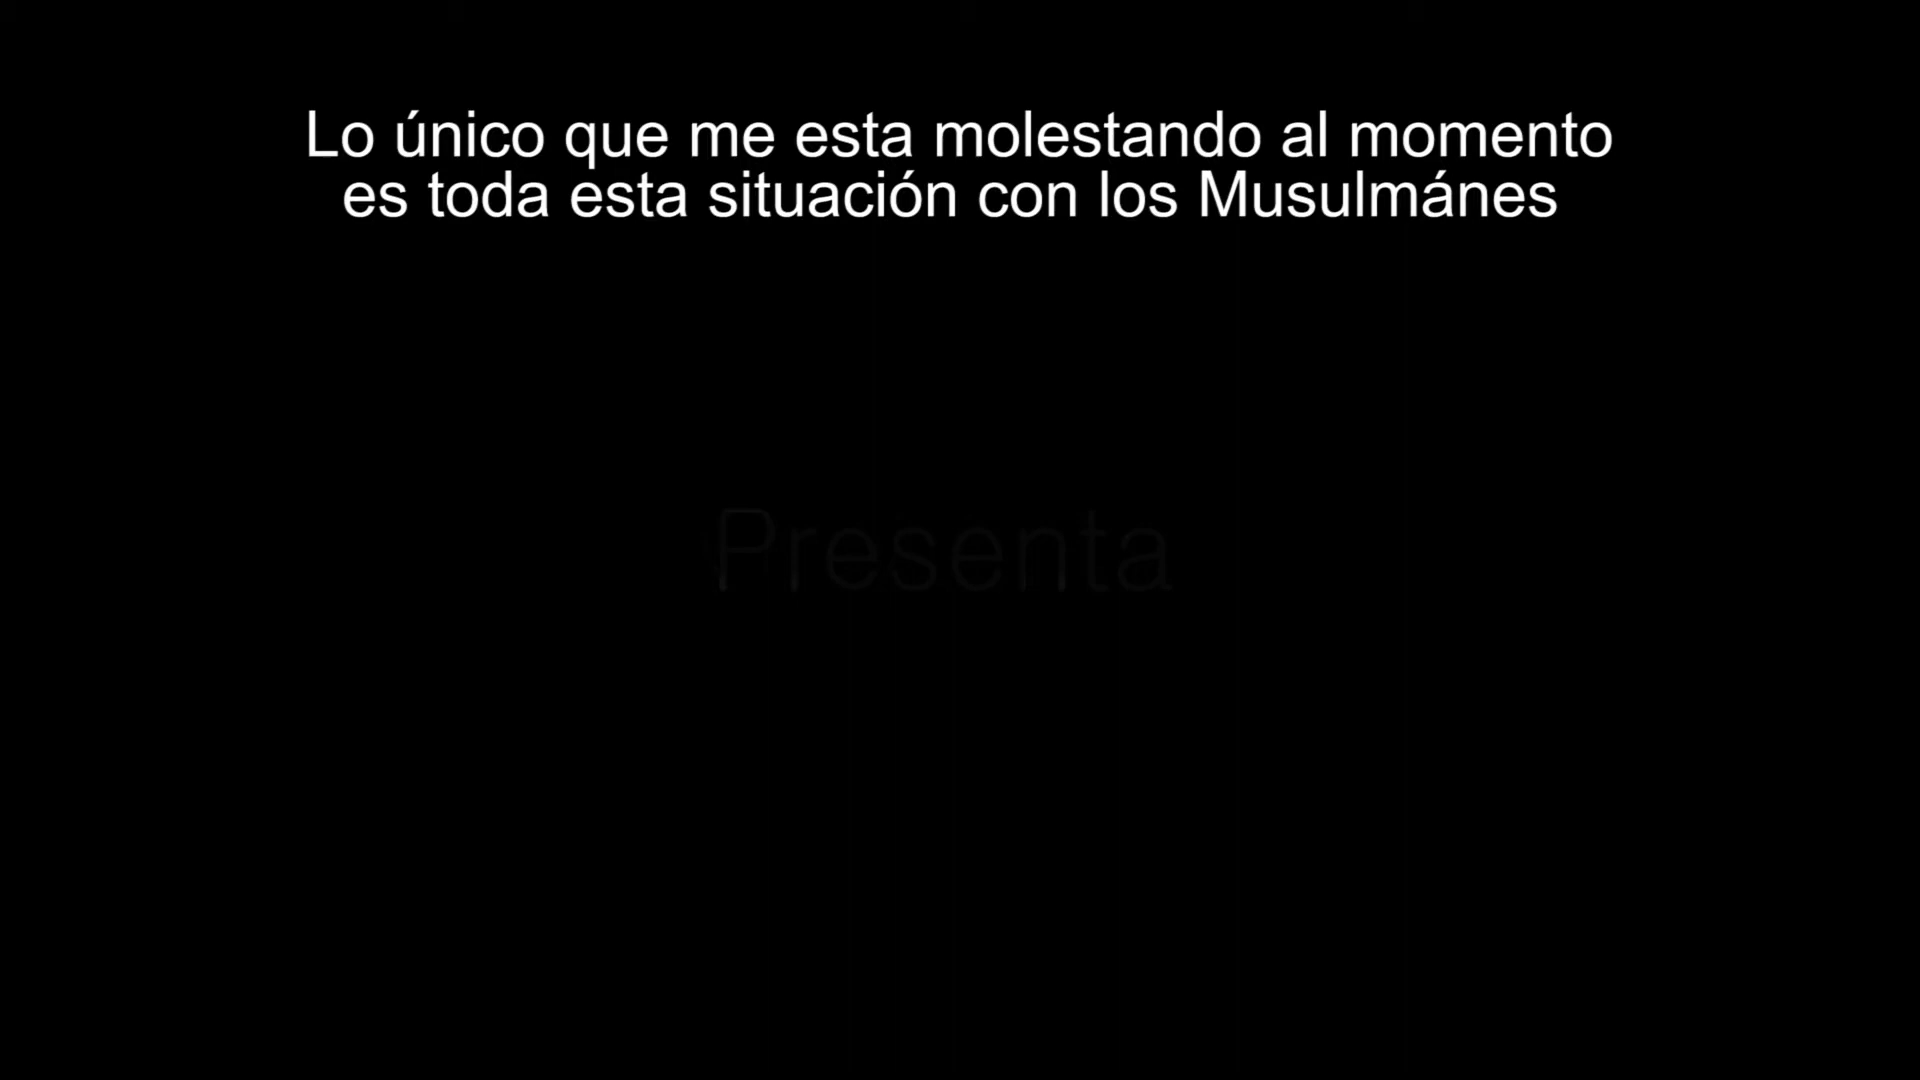 Lo único que me esta molestando al momento
es toda esta situación con los Musulmánes
Presenta